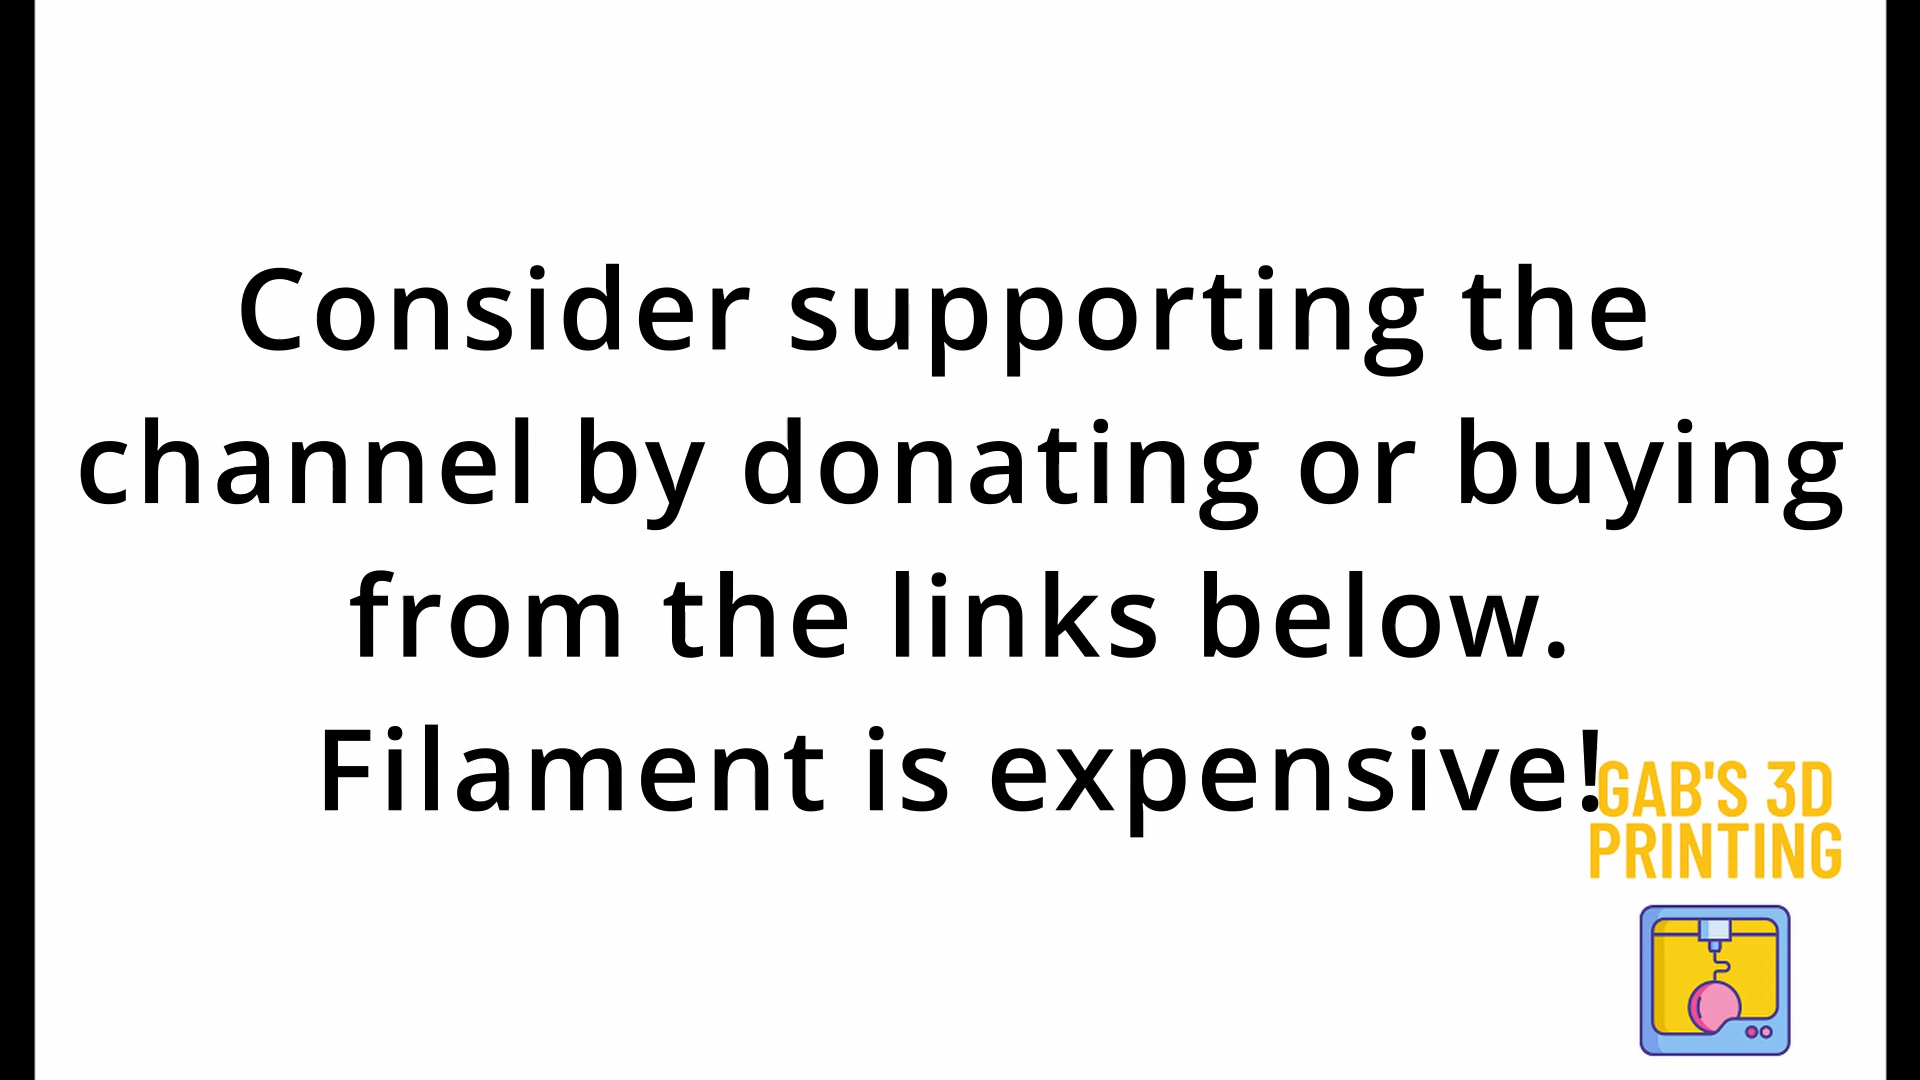 Consider supporting the
channel by donating or buying
from the links below.
Filament is expensive!
GAB'S 3D
PRINTING